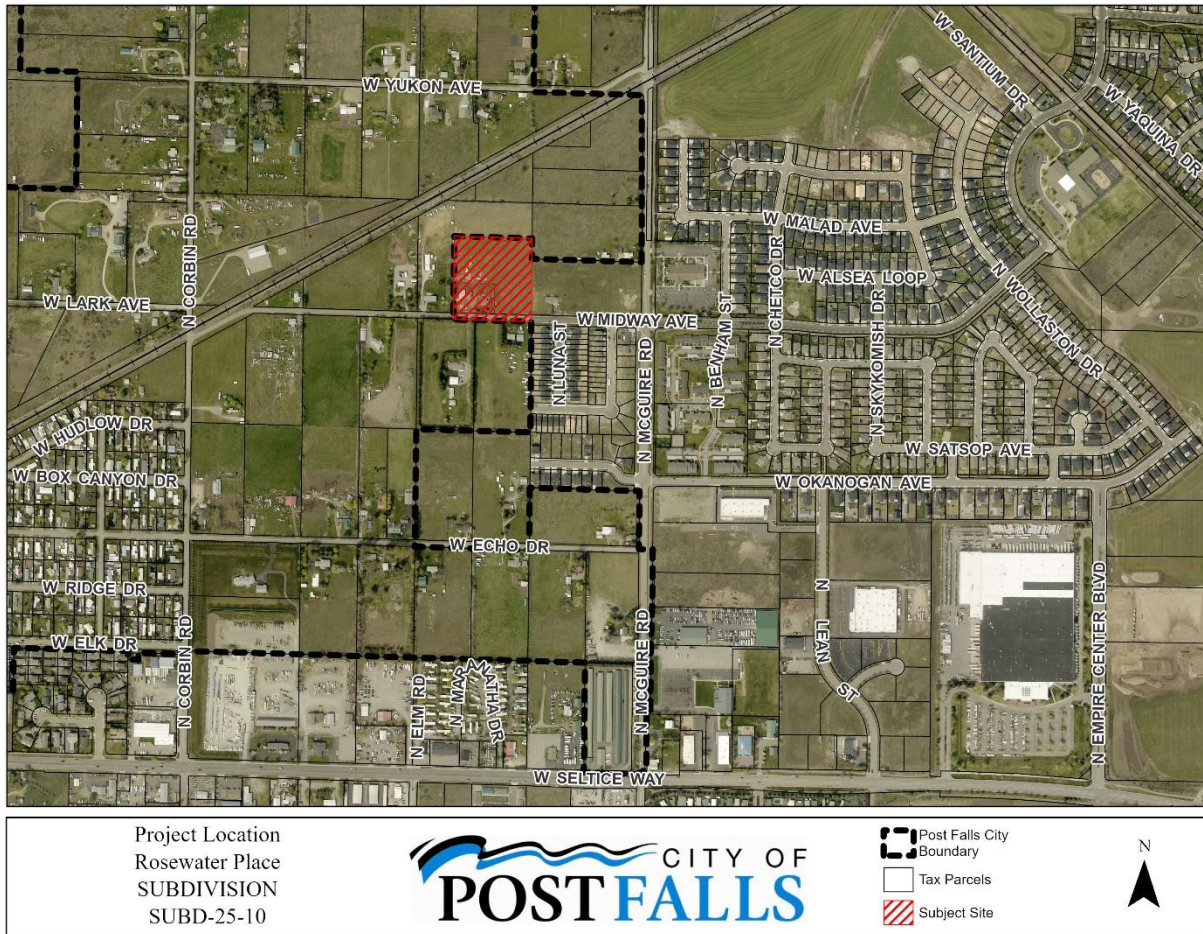 W SANTIUM DR
W YAQUINA DR
W YUKON AVE
N CORBIN RD
W LARK AVE
W MALAD AVE
N CHETCO DR
W ALSEA LOOP
N WOLLASTON DR
W MIDWAY AVE
N LUNA ST
N MCGUIRE RD
N BENHAM ST
N SKYKOMISH DR
W HUDLOW DR
W BOX CANYON DR
W SATSOP AVE
W OKANOGAN AVE
W ECHO DR
W RIDGE DR
W ELK DR
N CORBIN RD
N ELM RD
N MARANATHA DR
N MCGUIRE RD
N LEAN ST
N EMPIRE CENTER BLVD
W SELTICE WAY
Project Location
Rosewater Place
SUBDIVISION
SUBD-25-10
CITY OF
POST FALLS
Post Falls City
Boundary
Tax Parcels
Subject Site
N